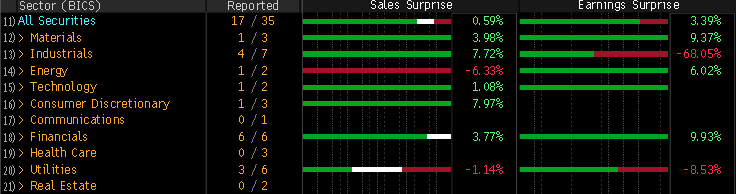 Sector (BICS) Reported Sales Surprise Earnings Surprise
11) All Securities 17 / 35 0.59% 3.39%
12) > Materials 1 / 3 3.98% 9.37%
13) > Industrials 4 / 7 7.72% -68.05%
14) > Energy 1 / 2 -6.33% 6.02%
15) > Technology 1 / 2 1.08%
16) > Consumer Discretionary 1 / 3 7.97%
17) > Communications 0 / 1
18) > Financials 6 / 6 3.77% 9.93%
19) > Health Care 0 / 3
20) > Utilities 3 / 6 -1.14% -8.53%
21) > Real Estate 0 / 2